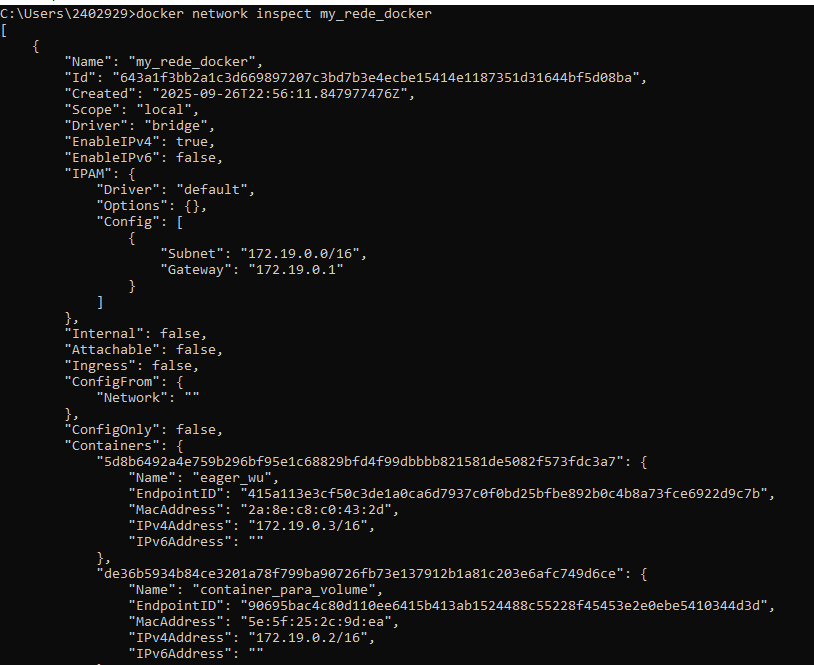 C:\Users\2402929>docker network inspect my_rede_docker
[
    {
        "Name": "my_rede_docker",
        "Id": "643a1f3bb2a1c3d669897207c3bd7b3e4ecbe15414e1187351d31644bf5d08ba",
        "Created": "2025-09-26T22:56:11.847977476Z",
        "Scope": "local",
        "Driver": "bridge",
        "EnableIPv4": true,
        "EnableIPv6": false,
        "IPAM": {
            "Driver": "default",
            "Options": {},
            "Config": [
                {
                    "Subnet": "172.19.0.0/16",
                    "Gateway": "172.19.0.1"
                }
            ]
        },
        "Internal": false,
        "Attachable": false,
        "Ingress": false,
        "ConfigFrom": {
            "Network": ""
        },
        "ConfigOnly": false,
        "Containers": {
            "5d8b6492a4e759b296bf95e1c68829bfd4f99dbbbb821581de5082f573fdc3a7": {
                "Name": "eager_wu",
                "EndpointID": "415a113e3cf50c3de1a0ca6d7937c0f0bd25bfbe892b0c4b8a73fce6922d9c7b",
                "MacAddress": "2a:8e:c8:c0:43:2d",
                "IPv4Address": "172.19.0.3/16",
                "IPv6Address": ""
            },
            "de36b5934b84ce3201a78f799ba90726fb73e137912b1a81c203e6afc749d6ce": {
                "Name": "container_para_volume",
                "EndpointID": "90695bac4c80d110ee6415b413ab1524488c55228f45453e2e0ebe5410344d3d",
                "MacAddress": "5e:5f:25:2c:9d:ea",
                "IPv4Address": "172.19.0.2/16",
                "IPv6Address": ""